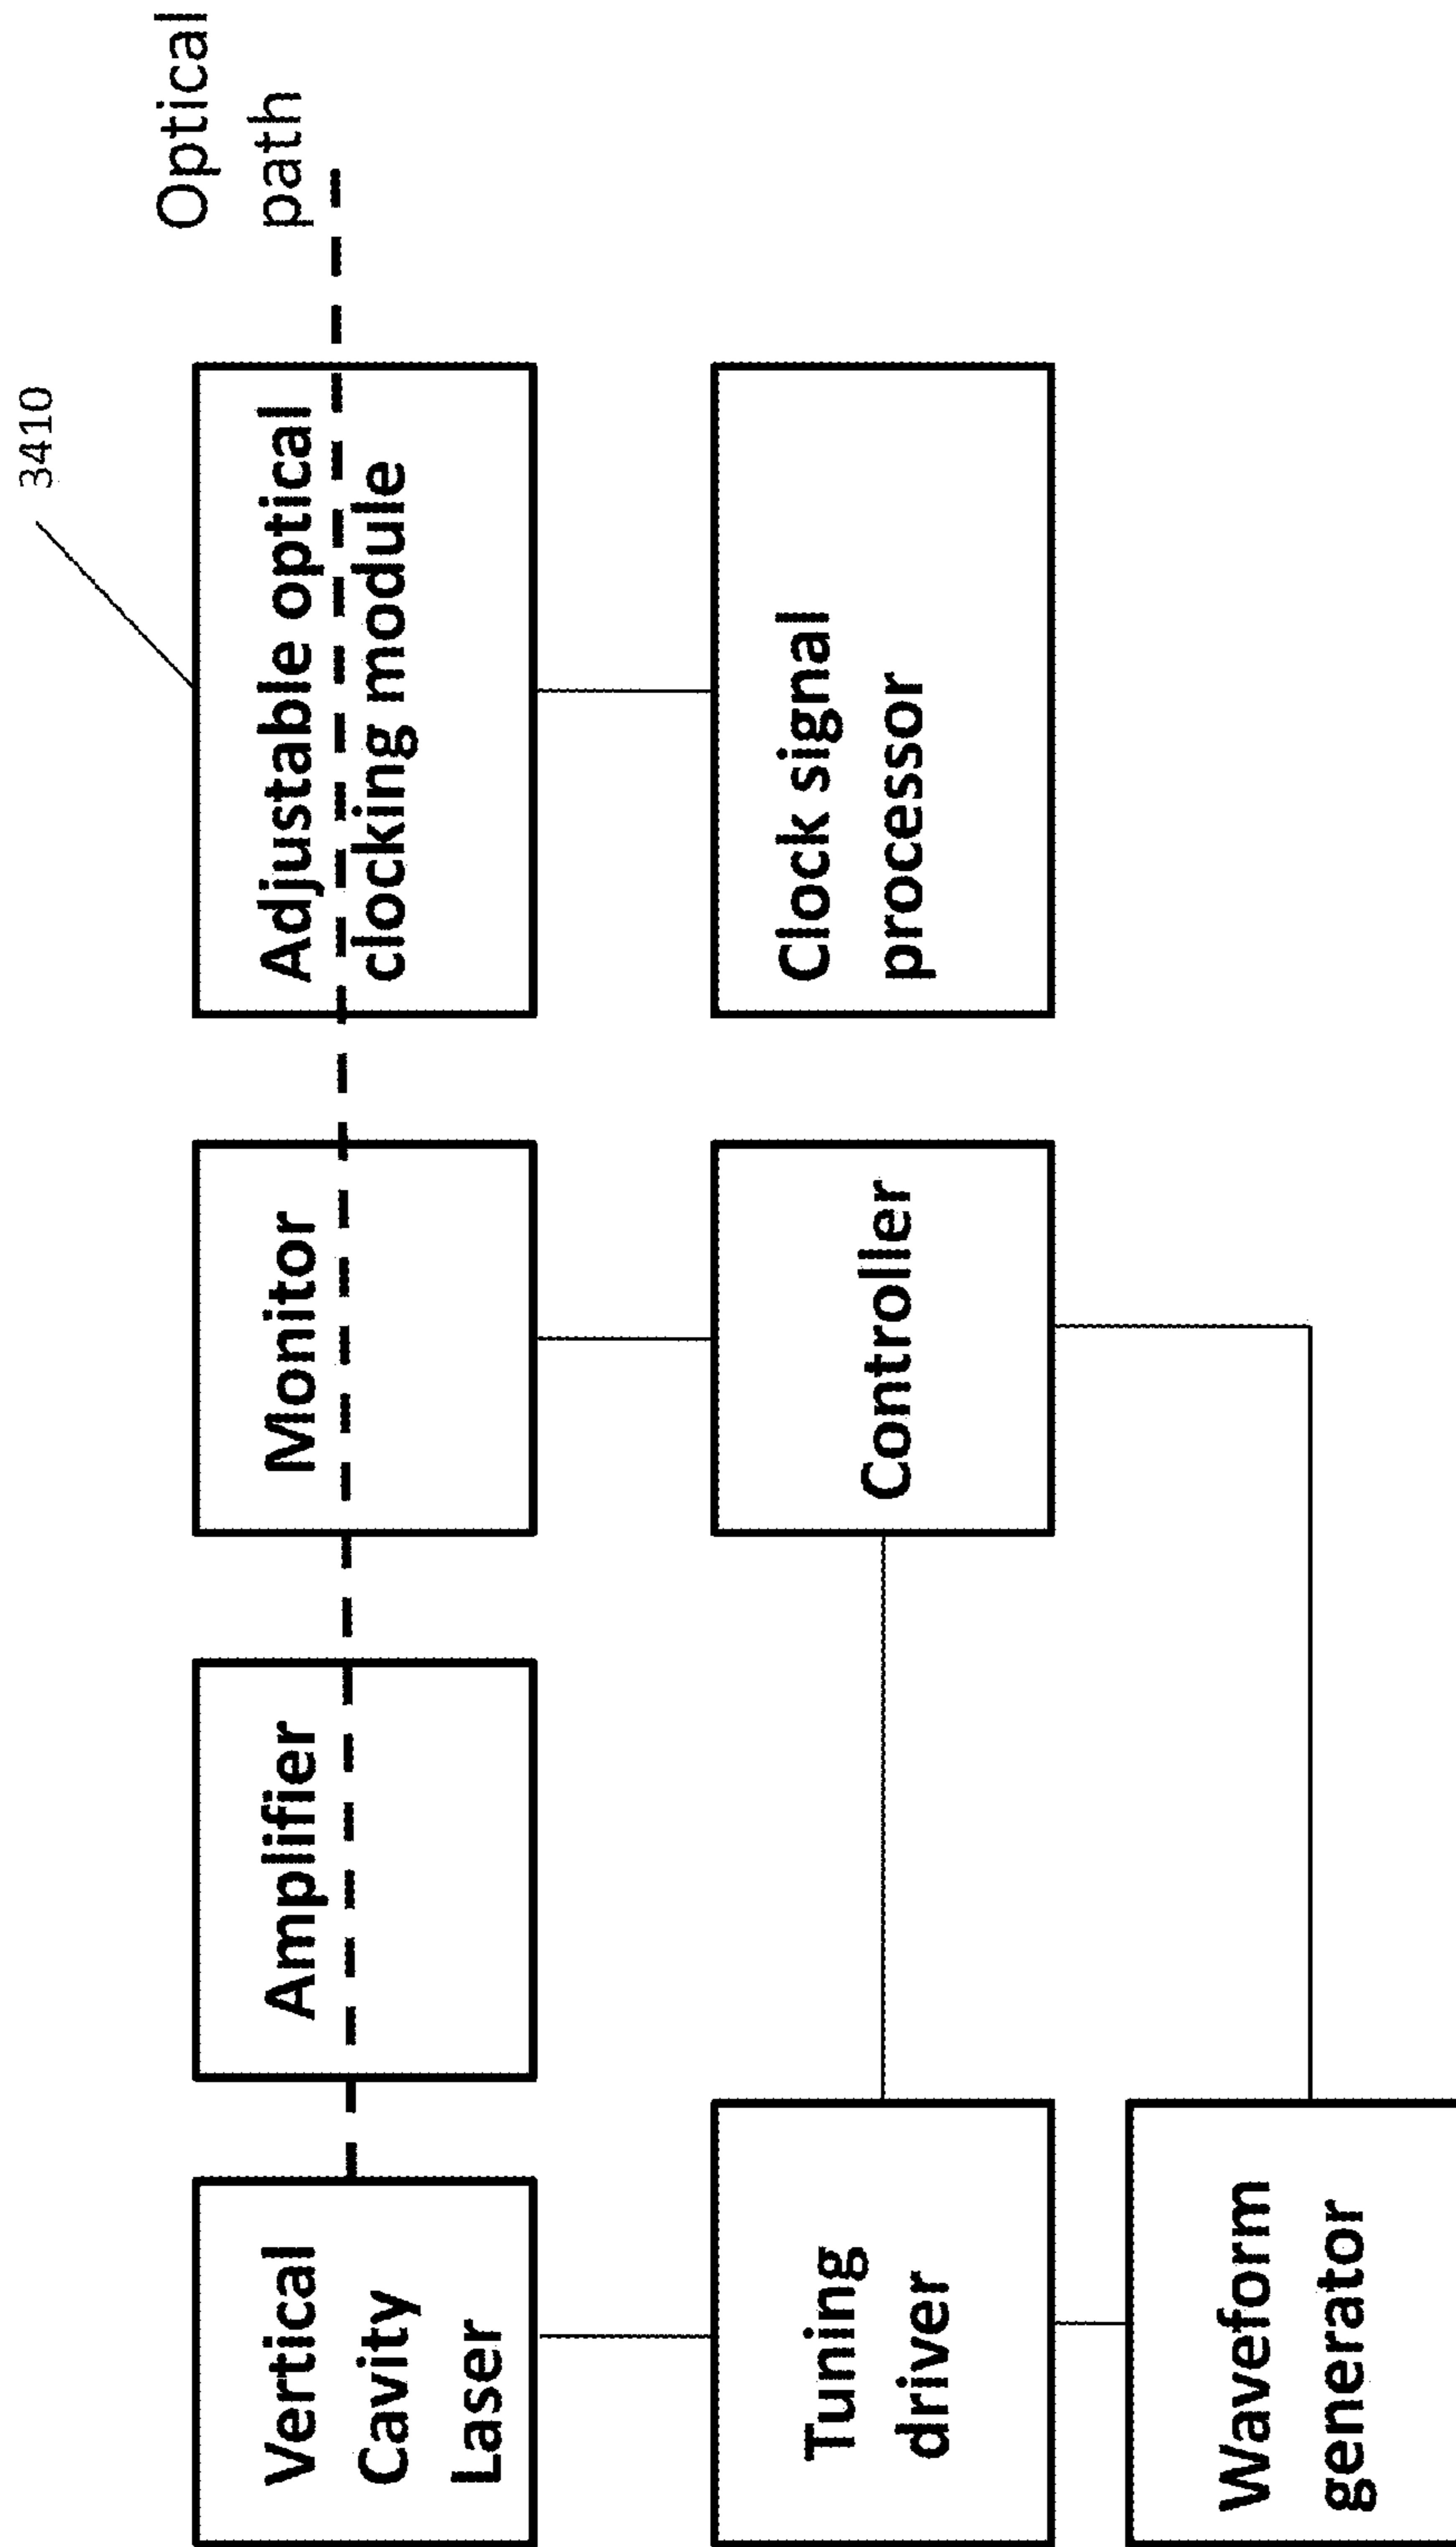 3410
Optical
path
Vertical
Cavity
Laser
Amplifier
Monitor
Adjustable optical
clocking module
Tuning
driver
Controller
Clock signal
processor
Waveform
generator